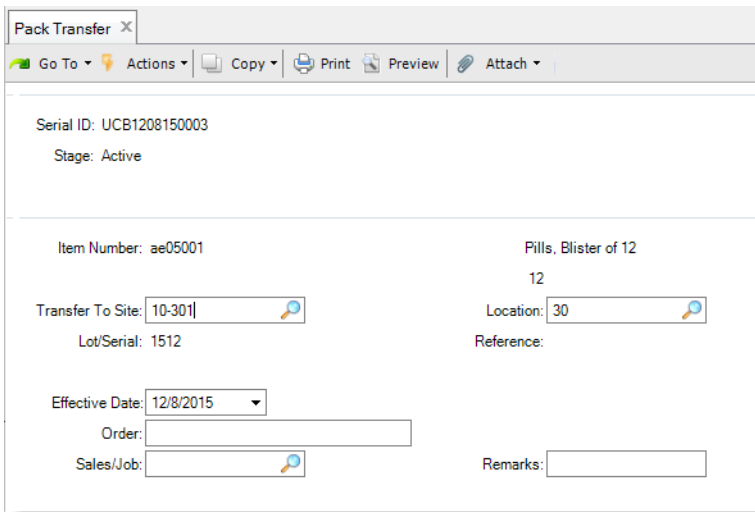 Pack Transfer X
Go To Actions Copy Print Preview Attach
Serial ID: UCB1208150003
Stage: Active
Item Number: ae05001 Pills, Blister of 12
12
Transfer To Site: 10-301 Location: 30
Lot/Serial: 1512 Reference:
Effective Date: 12/8/2015
Order:
Sales/Job: Remarks: